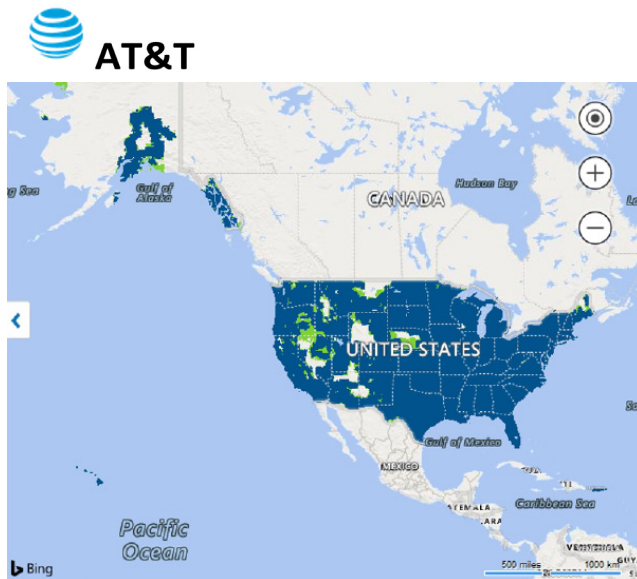 AT&T
CANADA
Hudson Bay
Gulf of
Alaska
UNITED STATES
Gulf of Mexico
MEXICO
Caribbean Sea
Pacific
Ocean
Bing
500 miles
1000 km